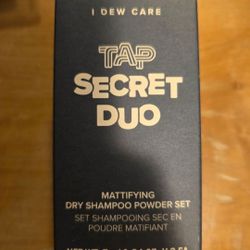 I DEW CARE
TAP
SECRET
DUO
MATTIFYING
DRY SHAMPOO POWDER SET
SET SHAMPOOING SEC EN
POUDRE MATIFIANT